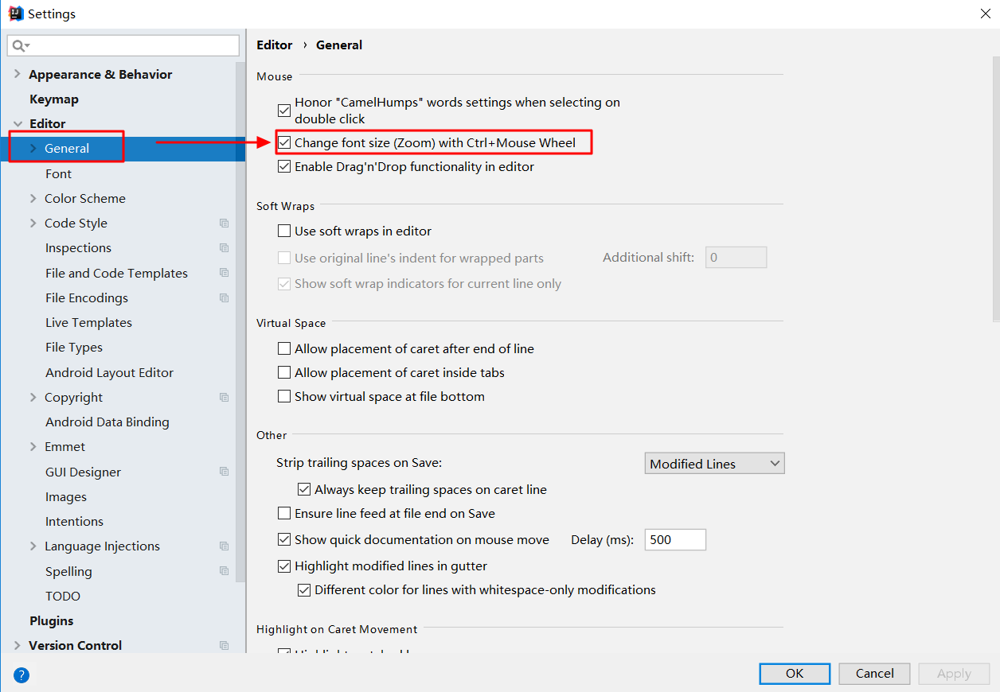 Settings
Appearance & Behavior
Keymap
Editor
General
Font
Color Scheme
Code Style
Inspections
File and Code Templates
File Encodings
Live Templates
File Types
Android Layout Editor
Copyright
Android Data Binding
Emmet
GUI Designer
Images
Intentions
Language Injections
Spelling
TODO
Plugins
Version Control
Editor › General
Mouse
Honor "CamelHumps" words settings when selecting on
double click
Change font size (Zoom) with Ctrl+Mouse Wheel
Enable Drag'n'Drop functionality in editor
Soft Wraps
Use soft wraps in editor
Use original line's indent for wrapped parts Additional shift: 0
Show soft wrap indicators for current line only
Virtual Space
Allow placement of caret after end of line
Allow placement of caret inside tabs
Show virtual space at file bottom
Other
Strip trailing spaces on Save: Modified Lines
Always keep trailing spaces on caret line
Ensure line feed at file end on Save
Show quick documentation on mouse move Delay (ms): 500
Highlight modified lines in gutter
Different color for lines with whitespace-only modifications
Highlight on Caret Movement
? OK Cancel Apply